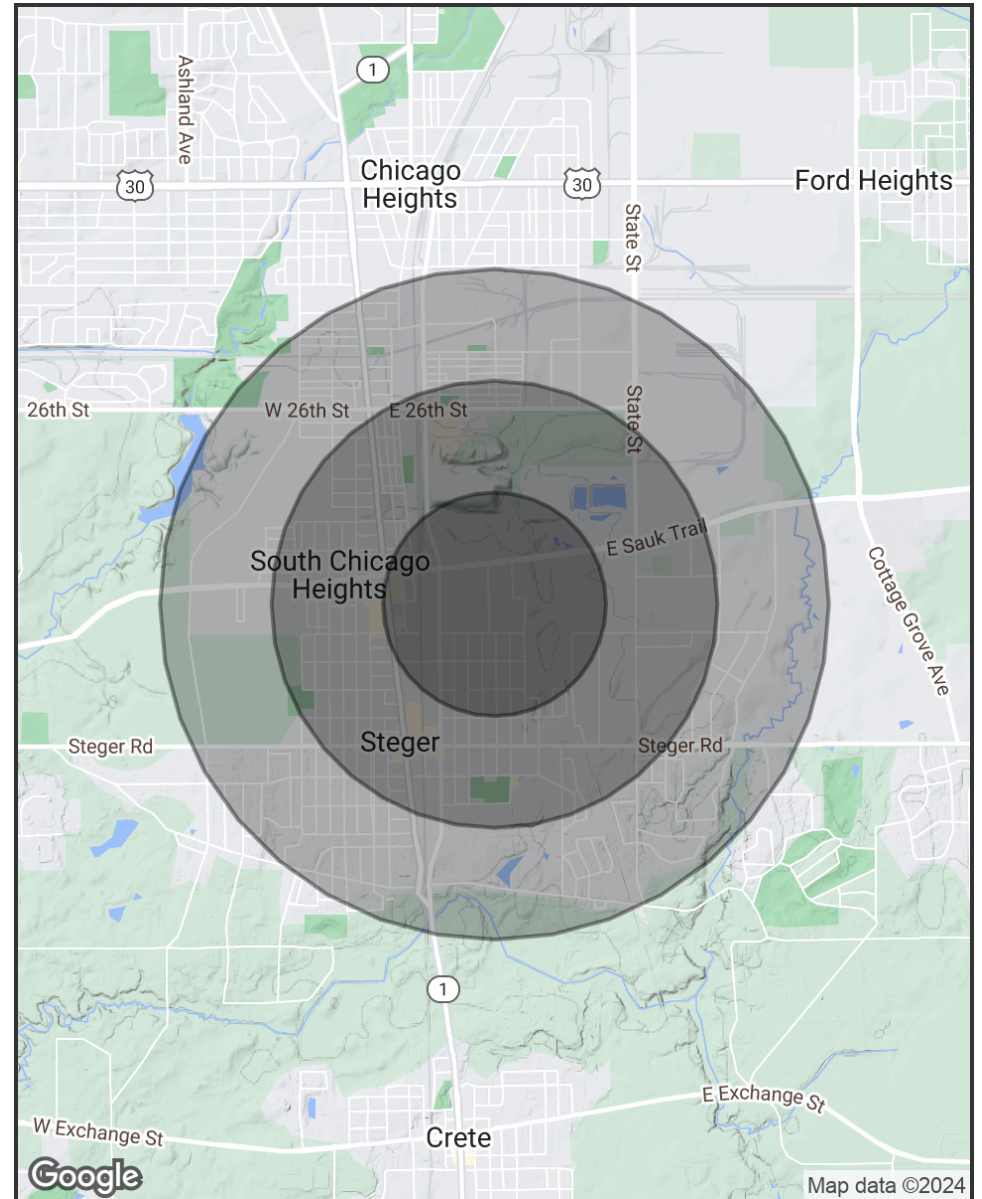 Ashland Ave
1
Chicago
Heights
30
30
Ford Heights
State St
26th St
W 26th St
E 26th St
State St
E Sauk Trail
South Chicago
Heights
Cottage Grove Ave
Steger
Steger Rd
Steger Rd
1
E Exchange St
W Exchange St
Crete
Google
Map data ©2024